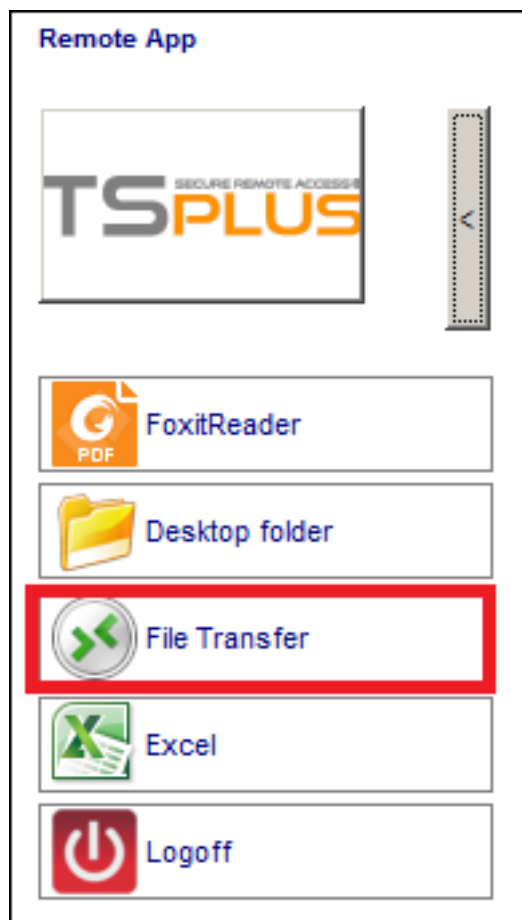 Remote App
SECURE REMOTE ACCESS®
TSPLUS
<
PDF
FoxitReader
Desktop folder
File Transfer
Excel
Logoff